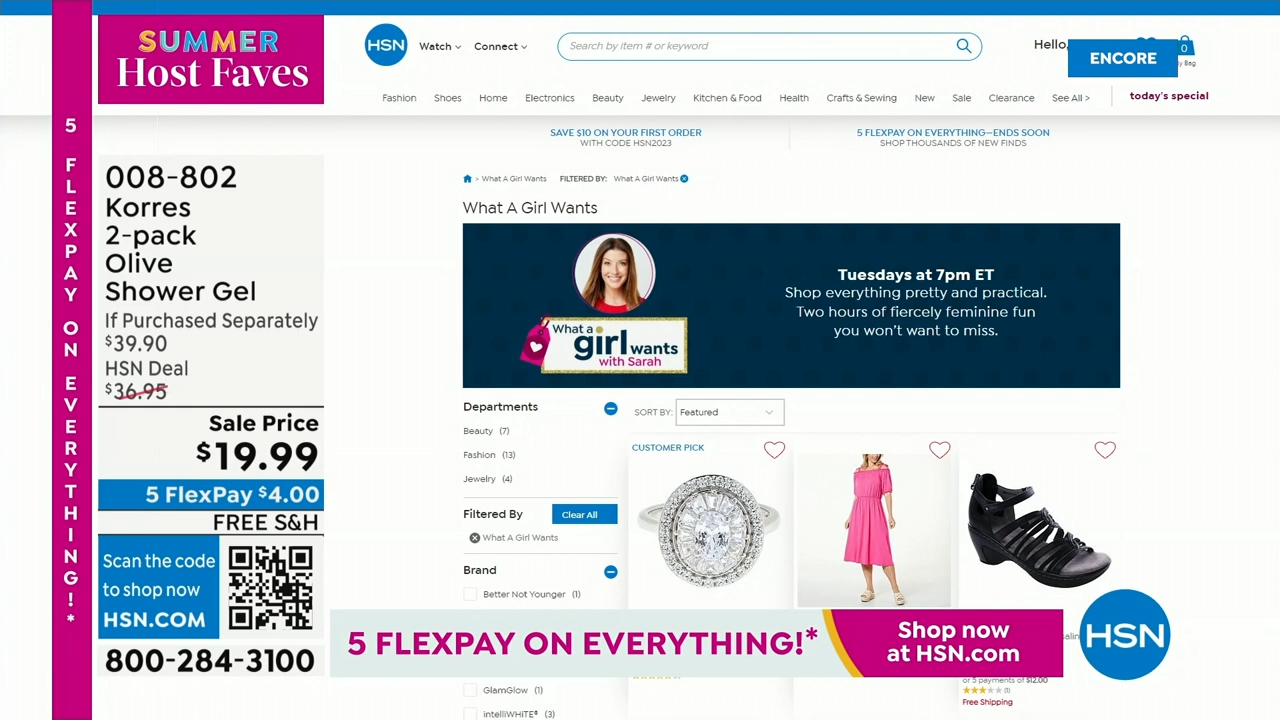 SUMMER
Host Faves
5 FLEXPAY ON EVERYTHING!*
008-802
Korres
2-pack
Olive
Shower Gel
If Purchased Separately
$39.90
HSN Deal
$36.95
Sale Price
$19.99
5 FlexPay $4.00
FREE S&H
Scan the code
to shop now
HSN.COM
800-284-3100
HSN
Watch
Connect
Search by item # or keyword
Hello,
ENCORE
0
Bag
Fashion Shoes Home Electronics Beauty Jewelry Kitchen & Food Health Crafts & Sewing New Sale Clearance See All > today's special
SAVE $10 ON YOUR FIRST ORDER
WITH CODE HSN2023
5 FLEXPAY ON EVERYTHING—ENDS SOON
SHOP THOUSANDS OF NEW FINDS
> What A Girl Wants FILTERED BY: What A Girl Wants
What A Girl Wants
What a
girl wants
with Sarah
Tuesdays at 7pm ET
Shop everything pretty and practical.
Two hours of fiercely feminine fun
you won't want to miss.
Departments
Beauty (7)
Fashion (13)
Jewelry (4)
Filtered By Clear All
What A Girl Wants
Brand
Better Not Younger (1)
GlamGlow (1)
intelliWHiTE® (3)
SORT BY: Featured
CUSTOMER PICK
or 5 payments of $12.00
(1)
Free Shipping
5 FLEXPAY ON EVERYTHING!*
Shop now
at HSN.com
HSN